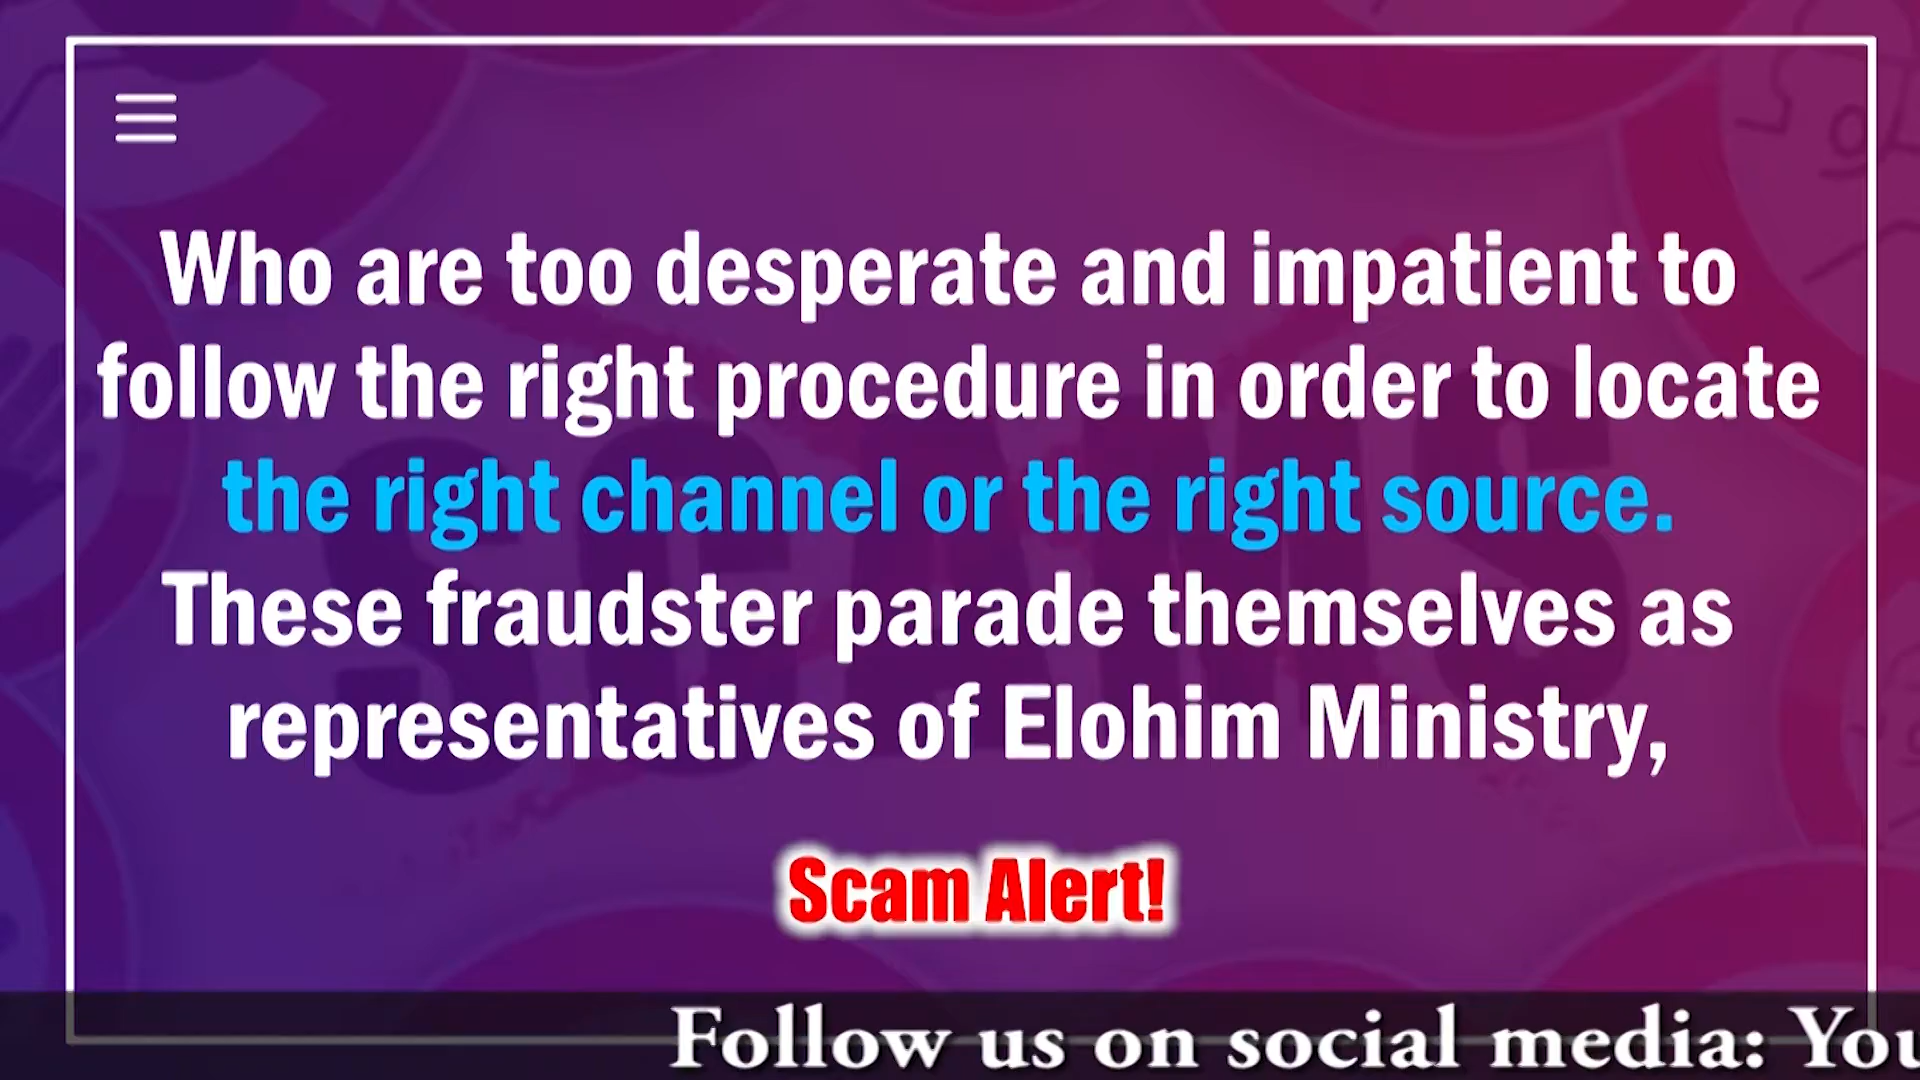 Who are too desperate and impatient to
follow the right procedure in order to locate
the right channel or the right source.
These fraudster parade themselves as
representatives of Elohim Ministry,
SCAMS
Scam Alert!
Follow us on social media: You